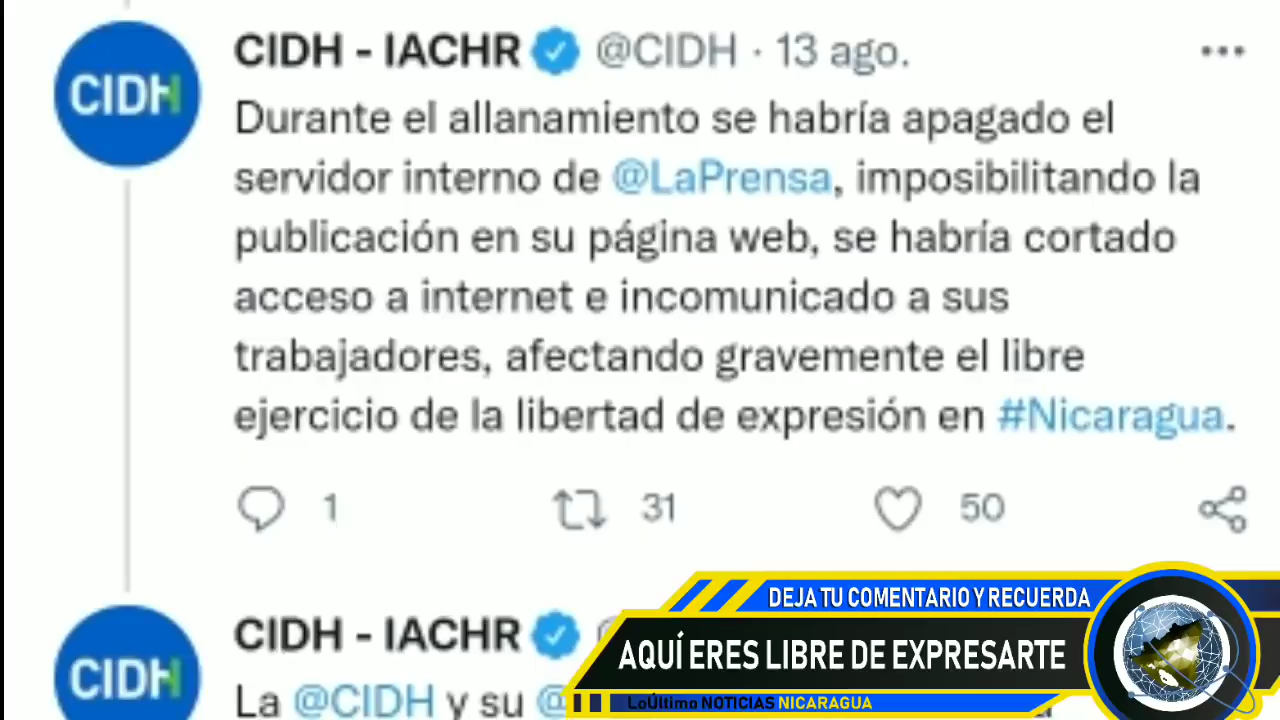 CIDH
CIDH - IACHR @CIDH · 13 ago.
Durante el allanamiento se habría apagado el
servidor interno de @LaPrensa, imposibilitando la
publicación en su página web, se habría cortado
acceso a internet e incomunicado a sus
trabajadores, afectando gravemente el libre
ejercicio de la libertad de expresión en #Nicaragua.
1 31 50
CIDH
CIDH - IACHR
La @CIDH y su @
DEJA TU COMENTARIO Y RECUERDA
AQUÍ ERES LIBRE DE EXPRESARTE
LoÚltimo NOTICIAS NICARAGUA